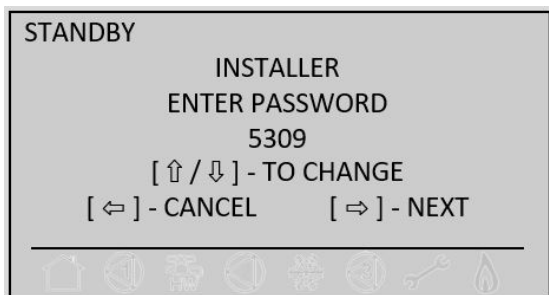 STANDBY
INSTALLER
ENTER PASSWORD
5309
[ ⇧ / ⇩ ] - TO CHANGE
[ ⇦ ] - CANCEL [ ⇨ ] - NEXT